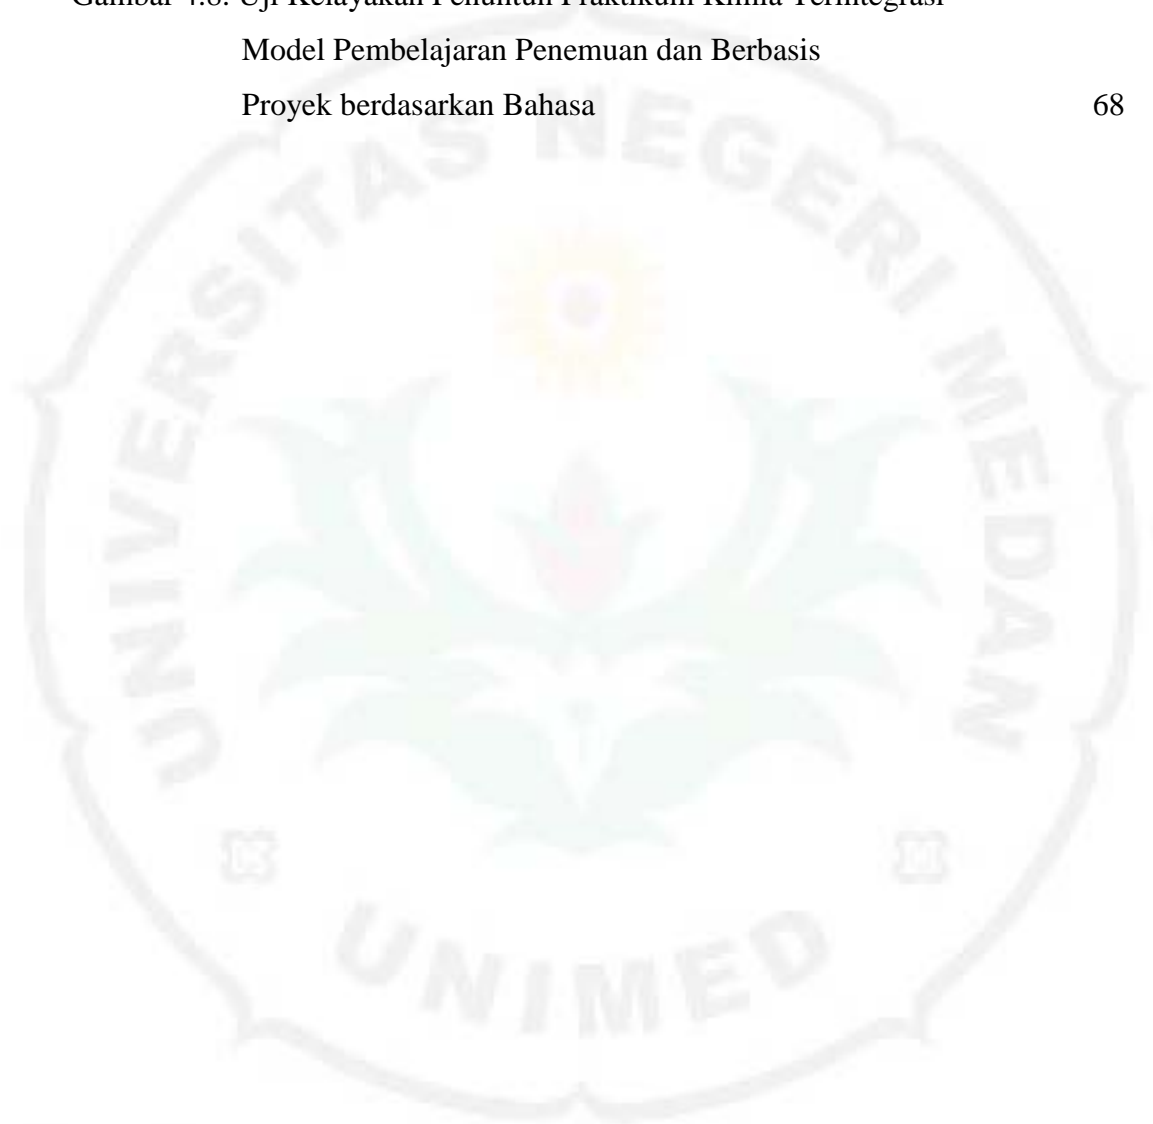 Gambar 4.8. Uji Kelayakan Penuntun Praktikum Kimia Terintegrasi
Model Pembelajaran Penemuan dan Berbasis
Proyek berdasarkan Bahasa 68
UNIVERSITAS NEGERI MEDAN
UNIMED